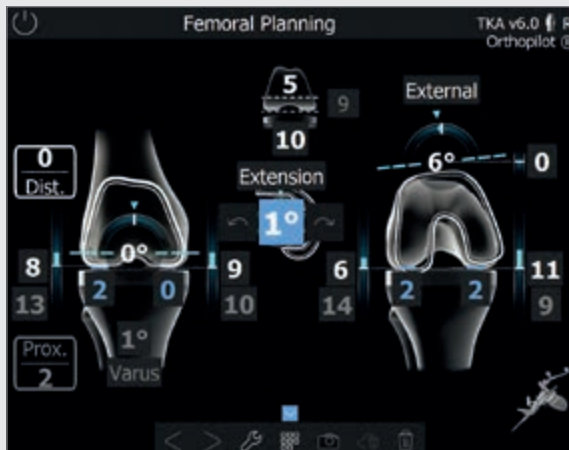 Femoral Planning
TKA v6.0 R
Orthopilot ®
5
9
10
External
6°
0
0
Dist.
Extension
1°
0°
8
9
6
11
13
2
0
10
14
2
2
9
1°
Varus
Prox.
2